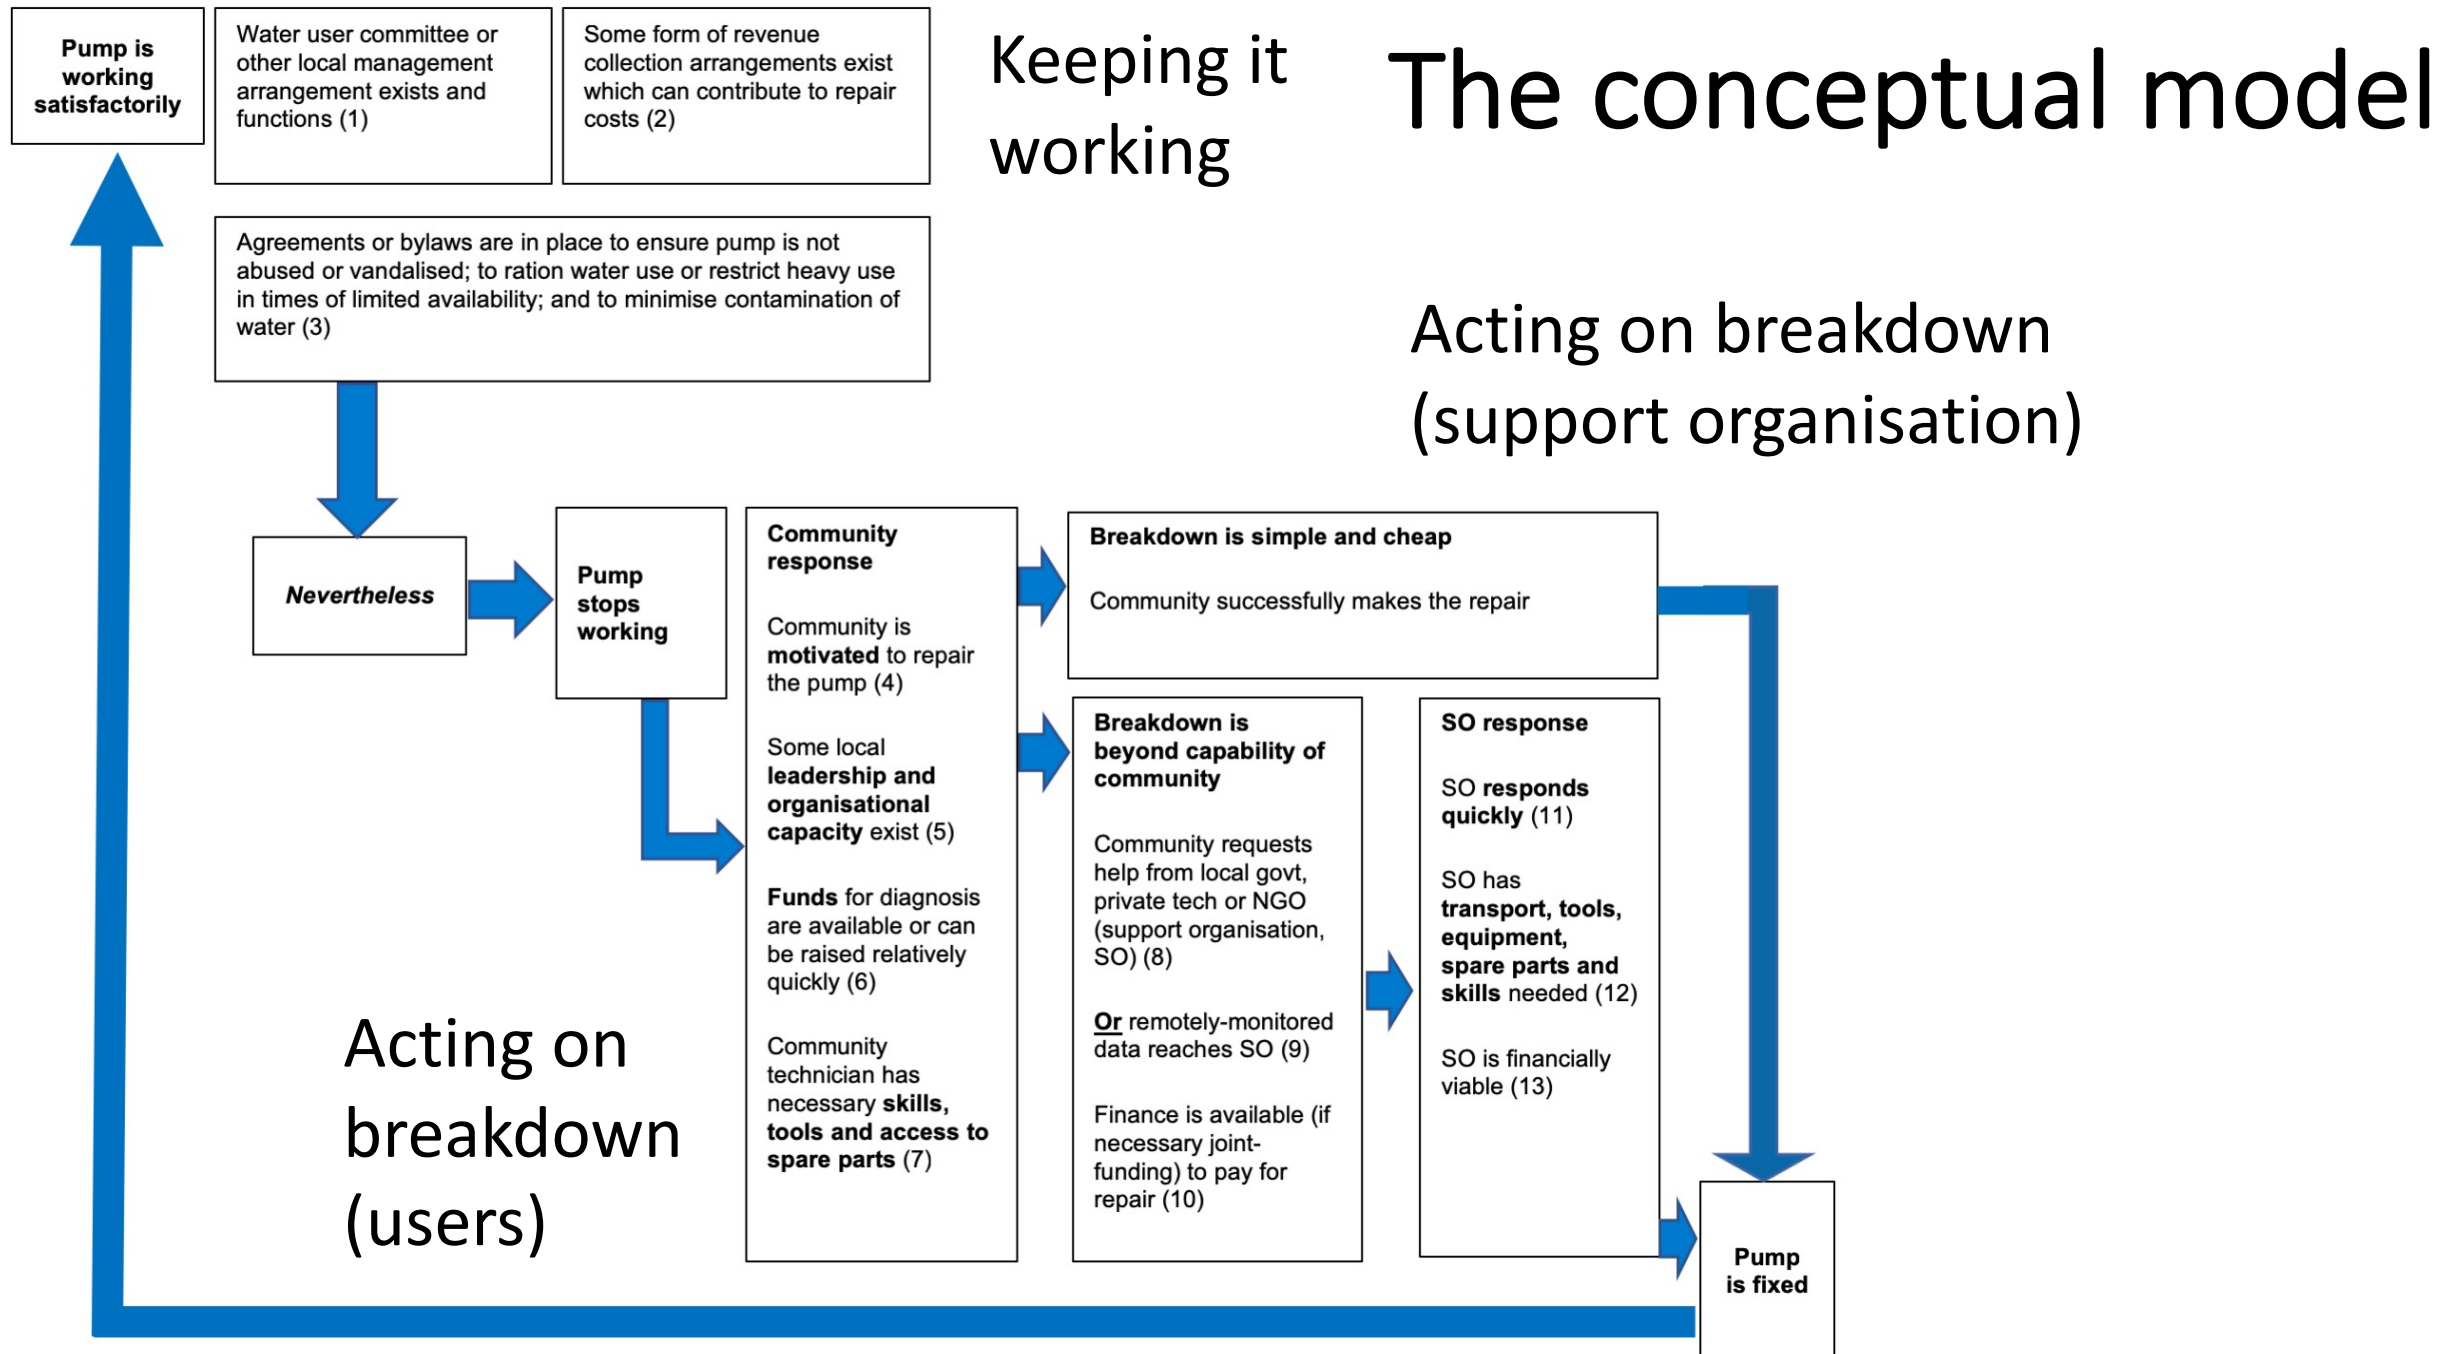 Pump is
working
satisfactorily
Water user committee or
other local management
arrangement exists and
functions (1)
Some form of revenue
collection arrangements exist
which can contribute to repair
costs (2)
Keeping it
working
The conceptual model
Agreements or bylaws are in place to ensure pump is not
abused or vandalised; to ration water use or restrict heavy use
in times of limited availability; and to minimise contamination of
water (3)
Acting on breakdown
(support organisation)
Nevertheless
Pump
stops
working
Community
response
Community is
motivated to repair
the pump (4)
Some local
leadership and
organisational
capacity exist (5)
Funds for diagnosis
are available or can
be raised relatively
quickly (6)
Community
technician has
necessary skills,
tools and access to
spare parts (7)
Breakdown is simple and cheap
Community successfully makes the repair
Breakdown is
beyond capability of
community
Community requests
help from local govt,
private tech or NGO
(support organisation,
SO) (8)
Or remotely-monitored
data reaches SO (9)
Finance is available (if
necessary joint-
funding) to pay for
repair (10)
SO response
SO responds
quickly (11)
SO has
transport, tools,
equipment,
spare parts and
skills needed (12)
SO is financially
viable (13)
Acting on
breakdown
(users)
Pump
is fixed